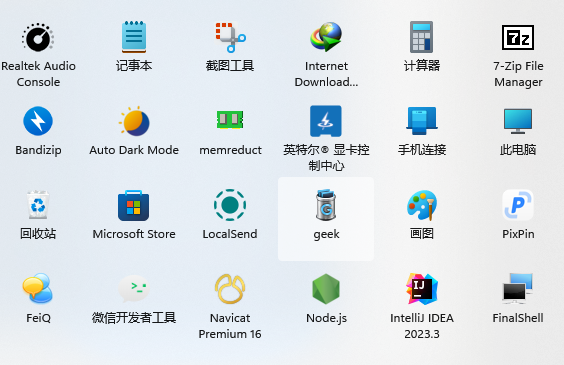 Realtek Audio
Console
记事本
截图工具
Internet
Download...
计算器
7z
7-Zip File
Manager
Bandizip
Auto Dark Mode
memreduct
英特尔® 显卡控
制中心
手机连接
此电脑
回收站
Microsoft Store
LocalSend
geek
画图
P
PixPin
FeiQ
微信开发者工具
Navicat
Premium 16
Node.js
IJ
IntelliJ IDEA
2023.3
FinalShell